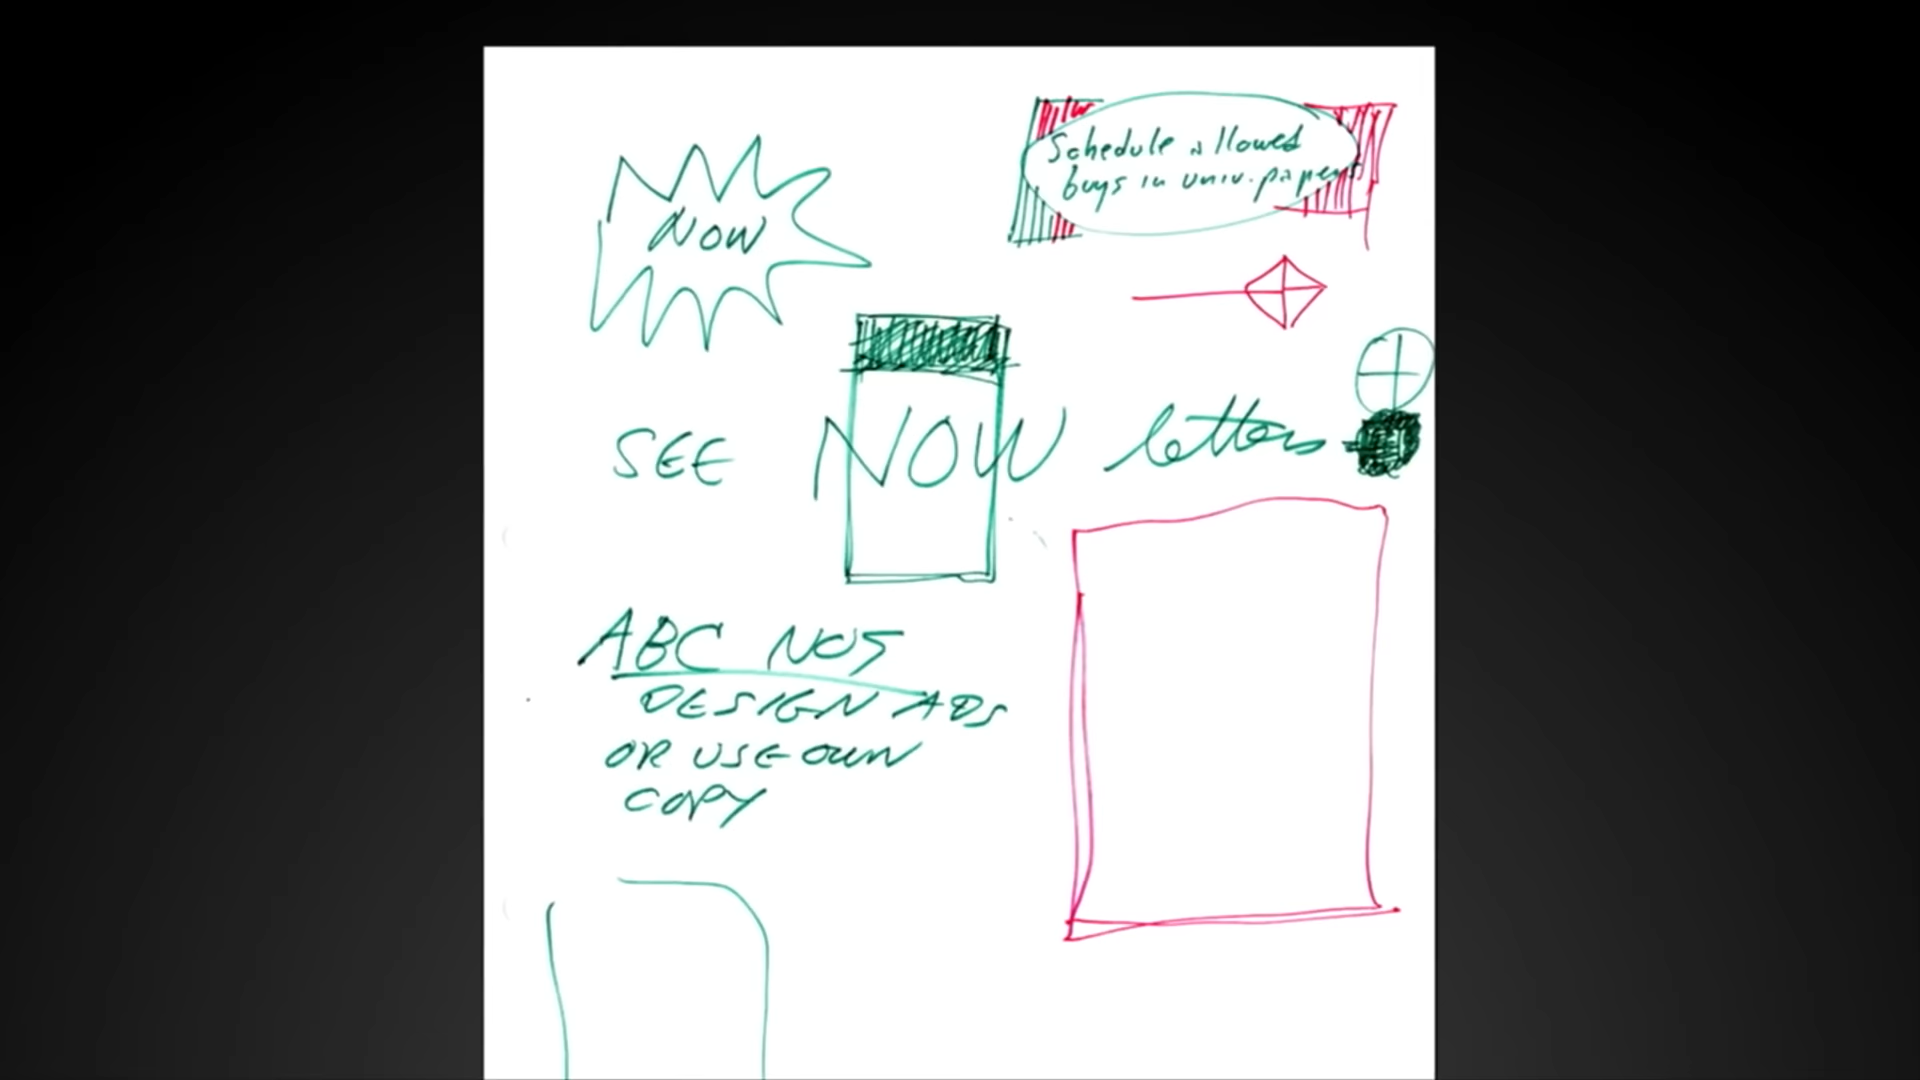 NOW
Schedule allowed
buys in univ. papers
SEE NOW letters
ABC NOS
DESIGN ADS
OR USE OWN
COPY